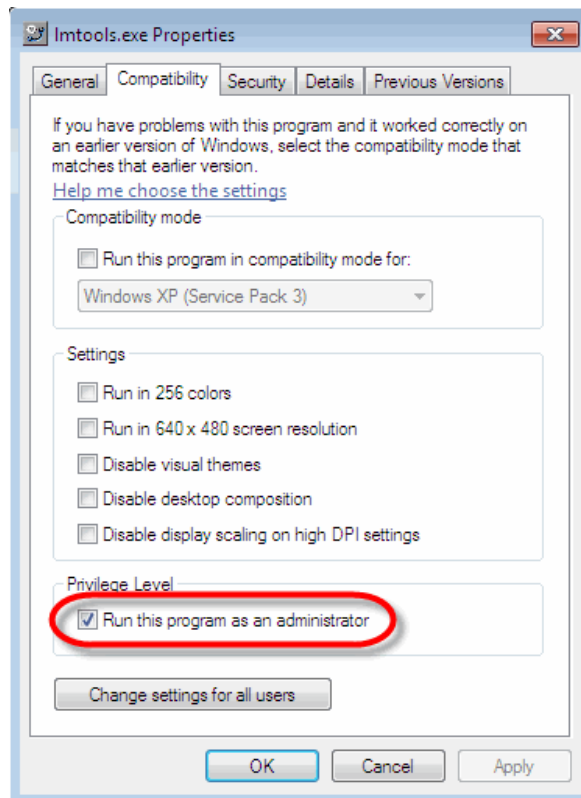 lmtools.exe Properties
General Compatibility Security Details Previous Versions
If you have problems with this program and it worked correctly on
an earlier version of Windows, select the compatibility mode that
matches that earlier version.
Help me choose the settings
Compatibility mode
Run this program in compatibility mode for:
Windows XP (Service Pack 3)
Settings
Run in 256 colors
Run in 640 x 480 screen resolution
Disable visual themes
Disable desktop composition
Disable display scaling on high DPI settings
Privilege Level
Run this program as an administrator
Change settings for all users
OK Cancel Apply